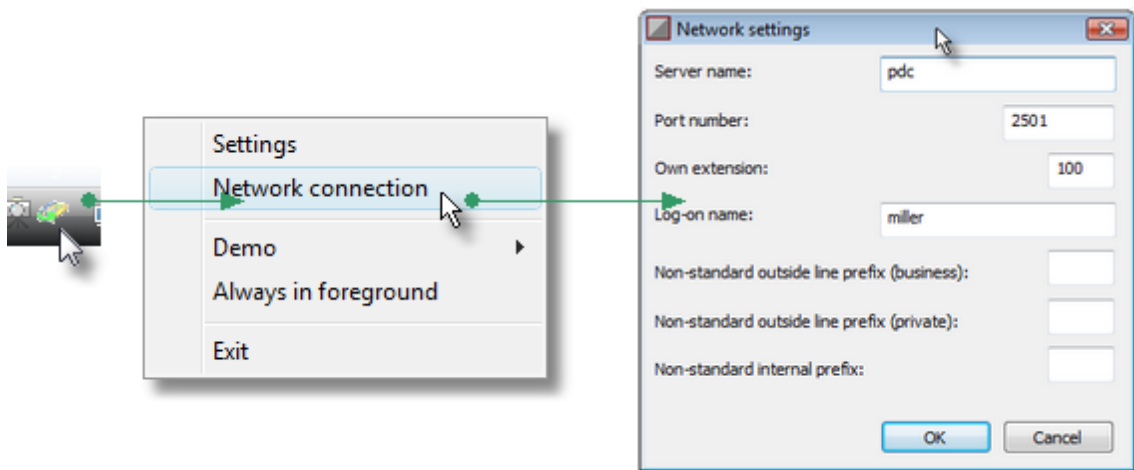 Settings
Network connection
Demo
Always in foreground
Exit
Network settings
Server name: pdc
Port number: 2501
Own extension: 100
Log-on name: miller
Non-standard outside line prefix (business):
Non-standard outside line prefix (private):
Non-standard internal prefix:
OK Cancel